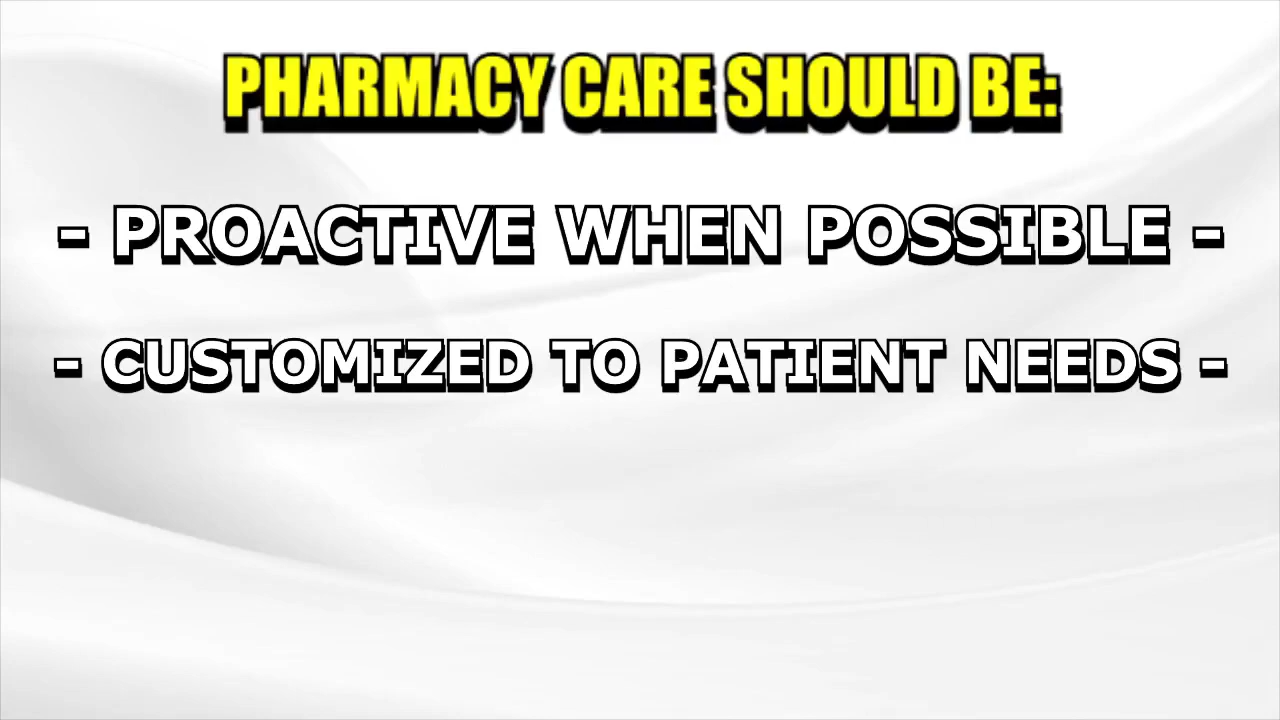 PHARMACY CARE SHOULD BE:
- PROACTIVE WHEN POSSIBLE -
- CUSTOMIZED TO PATIENT NEEDS -